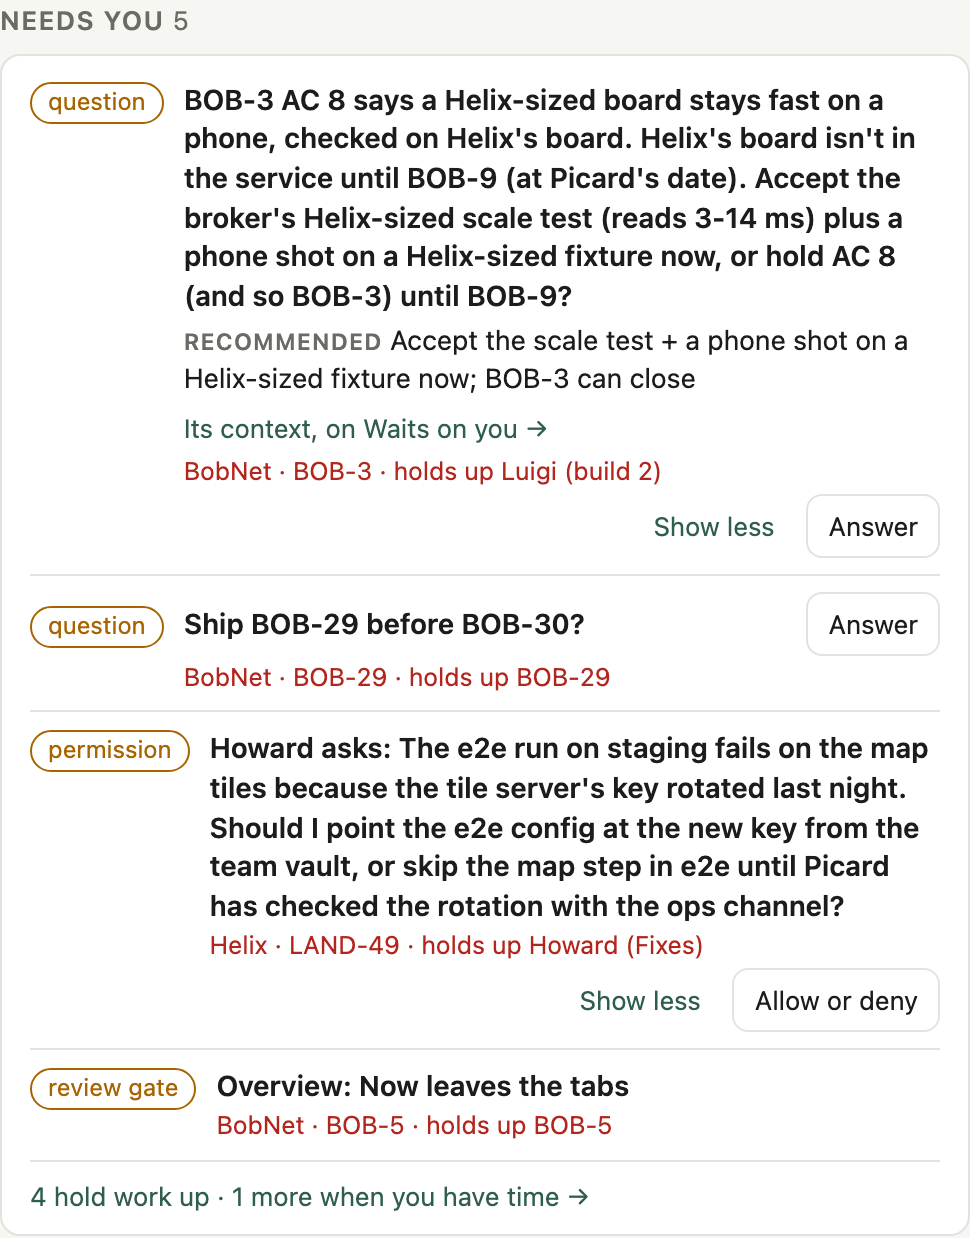 NEEDS YOU 5
question
BOB-3 AC 8 says a Helix-sized board stays fast on a
phone, checked on Helix's board. Helix's board isn't in
the service until BOB-9 (at Picard's date). Accept the
broker's Helix-sized scale test (reads 3-14 ms) plus a
phone shot on a Helix-sized fixture now, or hold AC 8
(and so BOB-3) until BOB-9?
RECOMMENDED Accept the scale test + a phone shot on a
Helix-sized fixture now; BOB-3 can close
Its context, on Waits on you →
BobNet · BOB-3 · holds up Luigi (build 2)
Show less
Answer
question
Ship BOB-29 before BOB-30?
Answer
BobNet · BOB-29 · holds up BOB-29
permission
Howard asks: The e2e run on staging fails on the map
tiles because the tile server's key rotated last night.
Should I point the e2e config at the new key from the
team vault, or skip the map step in e2e until Picard
has checked the rotation with the ops channel?
Helix · LAND-49 · holds up Howard (Fixes)
Show less
Allow or deny
review gate
Overview: Now leaves the tabs
BobNet · BOB-5 · holds up BOB-5
4 hold work up · 1 more when you have time →